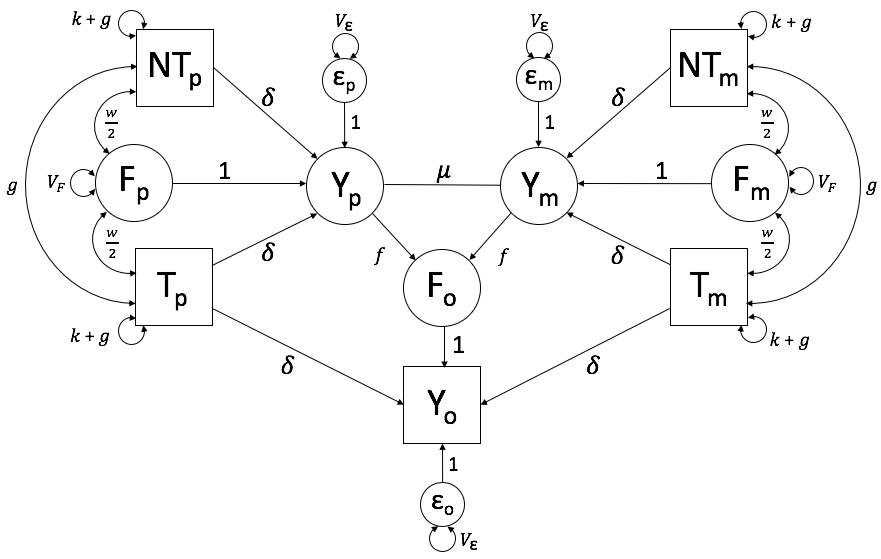 k + g Vε Vε k + g
NTp εp εm NTm
δ 1 1 δ
w/2 w/2
g VF Fp 1 Yp μ Ym 1 Fm VF g
w/2 w/2
δ f f δ
Tp Fo Tm
k + g k + g
1
δ δ
Yo
1
εo
Vε